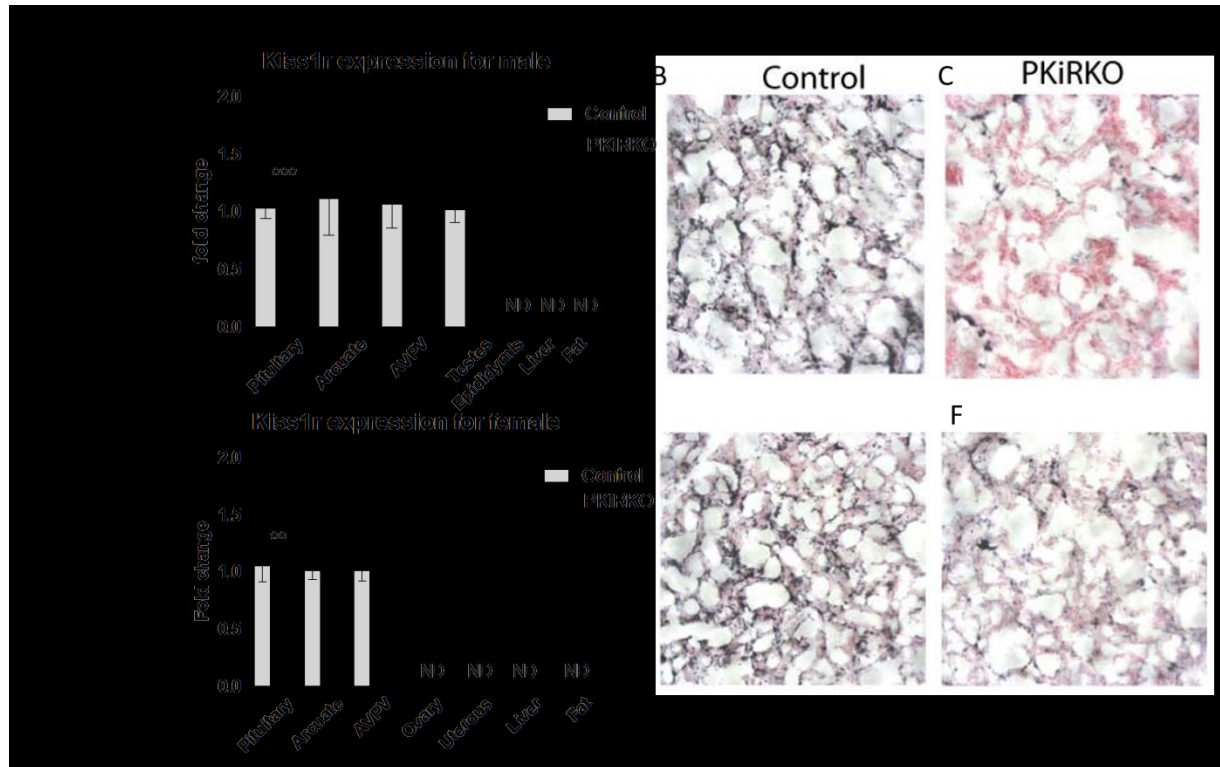 Kiss1r expression for male
2.0
1.5
1.0
0.5
0.0
fold change
***
Control
PKiRKO
ND ND ND
Pituitary
Arcuate
AVPV
Testes
Epididymis
Liver
Fat
B
Control
C
PKiRKO
Kiss1r expression for female
2.0
1.5
1.0
0.5
0.0
Fold change
**
Control
PKiRKO
ND ND ND ND
Pituitary
Arcuate
AVPV
Ovary
Uterous
Liver
Fat
F